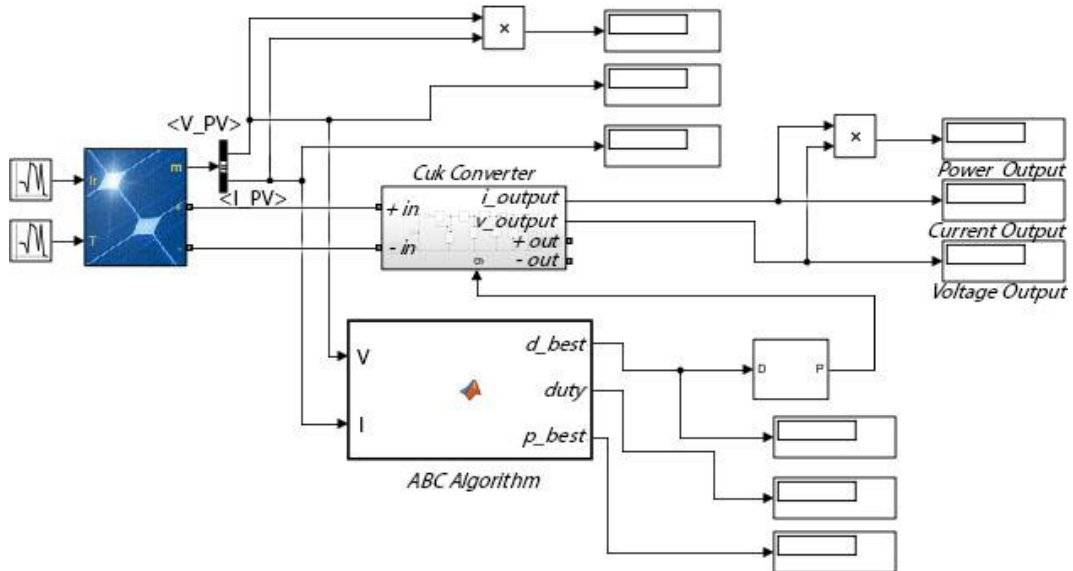 ×
<V_PV>
<I_PV>
Ir
m
T
+
-
Cuk Converter
+ in
- in
i_output
v_output
+ out
- out
g
×
Power Output
Current Output
Voltage Output
V
I
d_best
duty
p_best
ABC Algorithm
D
P